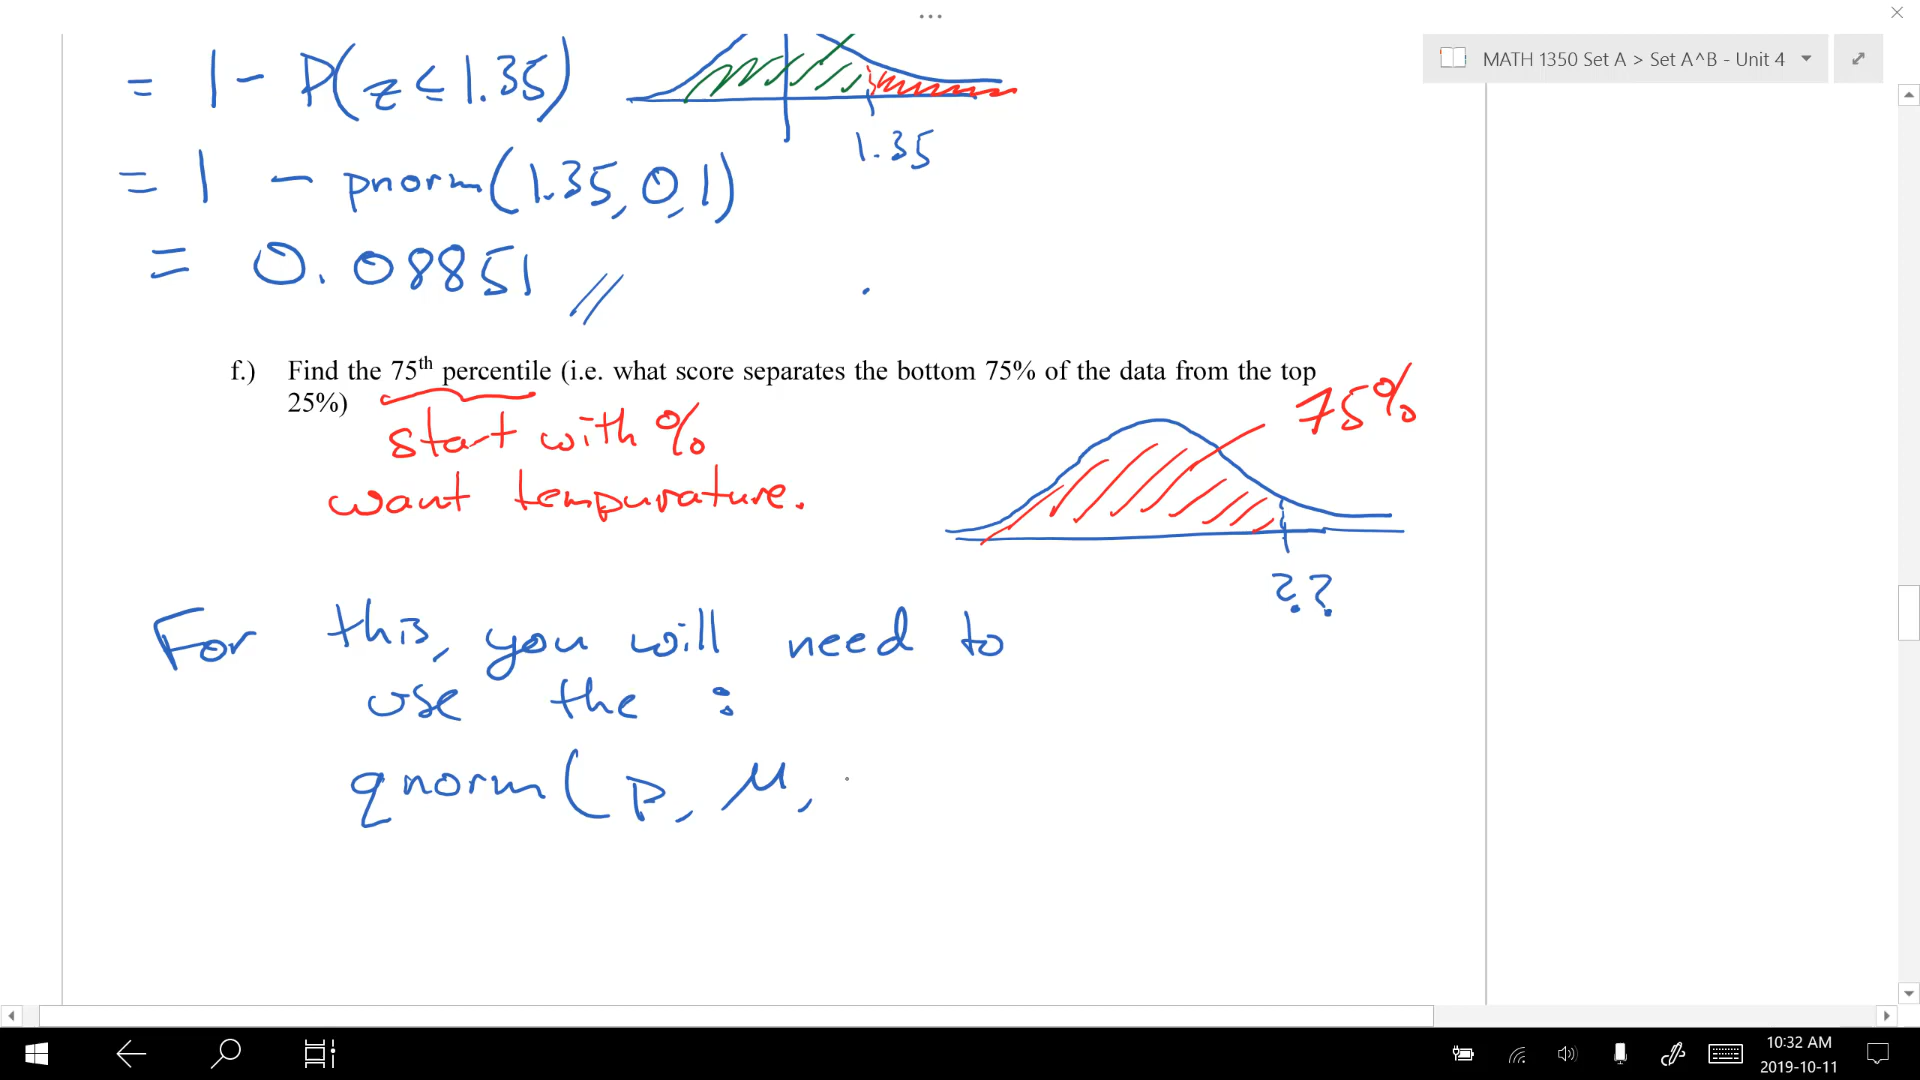 MATH 1350 Set A > Set A^B - Unit 4
= 1 - P(z ≤ 1.35)
1.35
= 1 - pnorm(1.35, 0, 1)
= 0.08851 //
f.) Find the 75th percentile (i.e. what score separates the bottom 75% of the data from the top
25%)
75%
start with %
want tempurature.
??
For this, you will need to
use the :
qnorm(p, μ,
10:32 AM
2019-10-11